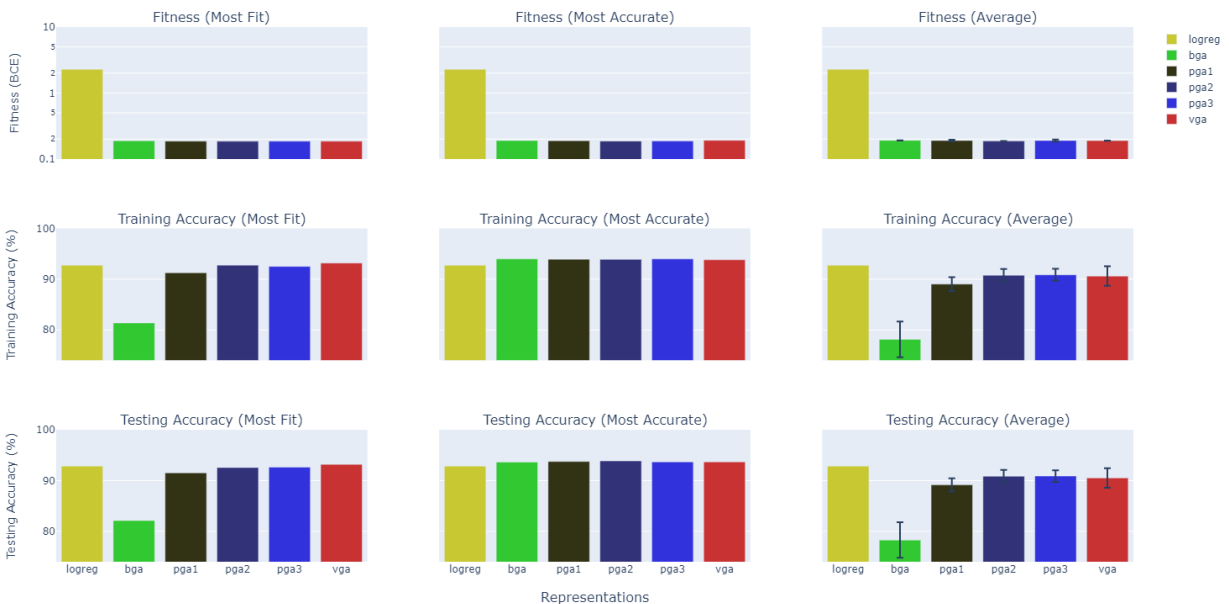 Fitness (Most Fit)
Fitness (Most Accurate)
Fitness (Average)
Fitness (BCE)
10
5
2
1
5
2
0.1
logreg
bga
pga1
pga2
pga3
vga
Training Accuracy (Most Fit)
Training Accuracy (Most Accurate)
Training Accuracy (Average)
Training Accuracy (%)
100
90
80
Testing Accuracy (Most Fit)
Testing Accuracy (Most Accurate)
Testing Accuracy (Average)
Testing Accuracy (%)
100
90
80
logreg bga pga1 pga2 pga3 vga
logreg bga pga1 pga2 pga3 vga
logreg bga pga1 pga2 pga3 vga
Representations